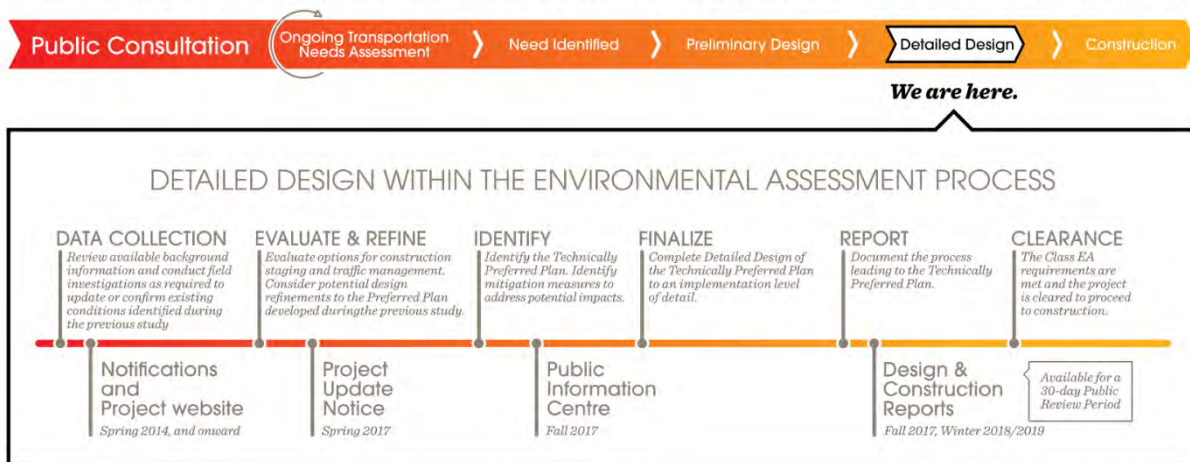 Public Consultation
Ongoing Transportation
Needs Assessment
Need Identified
Preliminary Design
Detailed Design
Construction
We are here.
DETAILED DESIGN WITHIN THE ENVIRONMENTAL ASSESSMENT PROCESS
DATA COLLECTION
Review available background
information and conduct field
investigations as required to
update or confirm existing
conditions identified during
the previous study
EVALUATE & REFINE
Evaluate options for construction
staging and traffic management.
Consider potential design
refinements to the Preferred Plan
developed duringthe previous study.
IDENTIFY
Identify the Technically
Preferred Plan. Identify
mitigation measures to
address potential impacts.
FINALIZE
Complete Detailed Design of
the Technically Preferred Plan
to an implementation level
of detail.
REPORT
Document the process
leading to the Technically
Preferred Plan.
CLEARANCE
The Class EA
requirements are
met and the project
is cleared to proceed
to construction.
Notifications
and
Project website
Spring 2014, and onward
Project
Update
Notice
Spring 2017
Public
Information
Centre
Fall 2017
Design &
Construction
Reports
Fall 2017, Winter 2018/2019
Available for a
30-day Public
Review Period